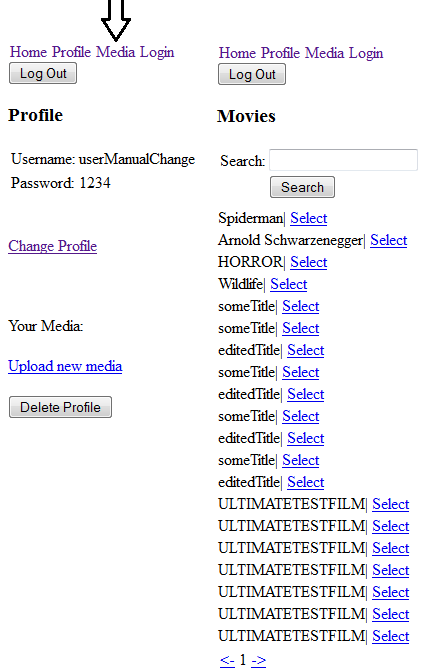 Home Profile Media Login
Log Out
Profile
Username: userManualChange
Password: 1234
Change Profile
Your Media:
Upload new media
Delete Profile
Home Profile Media Login
Log Out
Movies
Search:
Search
Spiderman| Select
Arnold Schwarzenegger| Select
HORROR| Select
Wildlife| Select
someTitle| Select
someTitle| Select
editedTitle| Select
someTitle| Select
editedTitle| Select
someTitle| Select
editedTitle| Select
someTitle| Select
editedTitle| Select
ULTIMATETESTFILM| Select
ULTIMATETESTFILM| Select
ULTIMATETESTFILM| Select
ULTIMATETESTFILM| Select
ULTIMATETESTFILM| Select
ULTIMATETESTFILM| Select
ULTIMATETESTFILM| Select
<- 1 ->